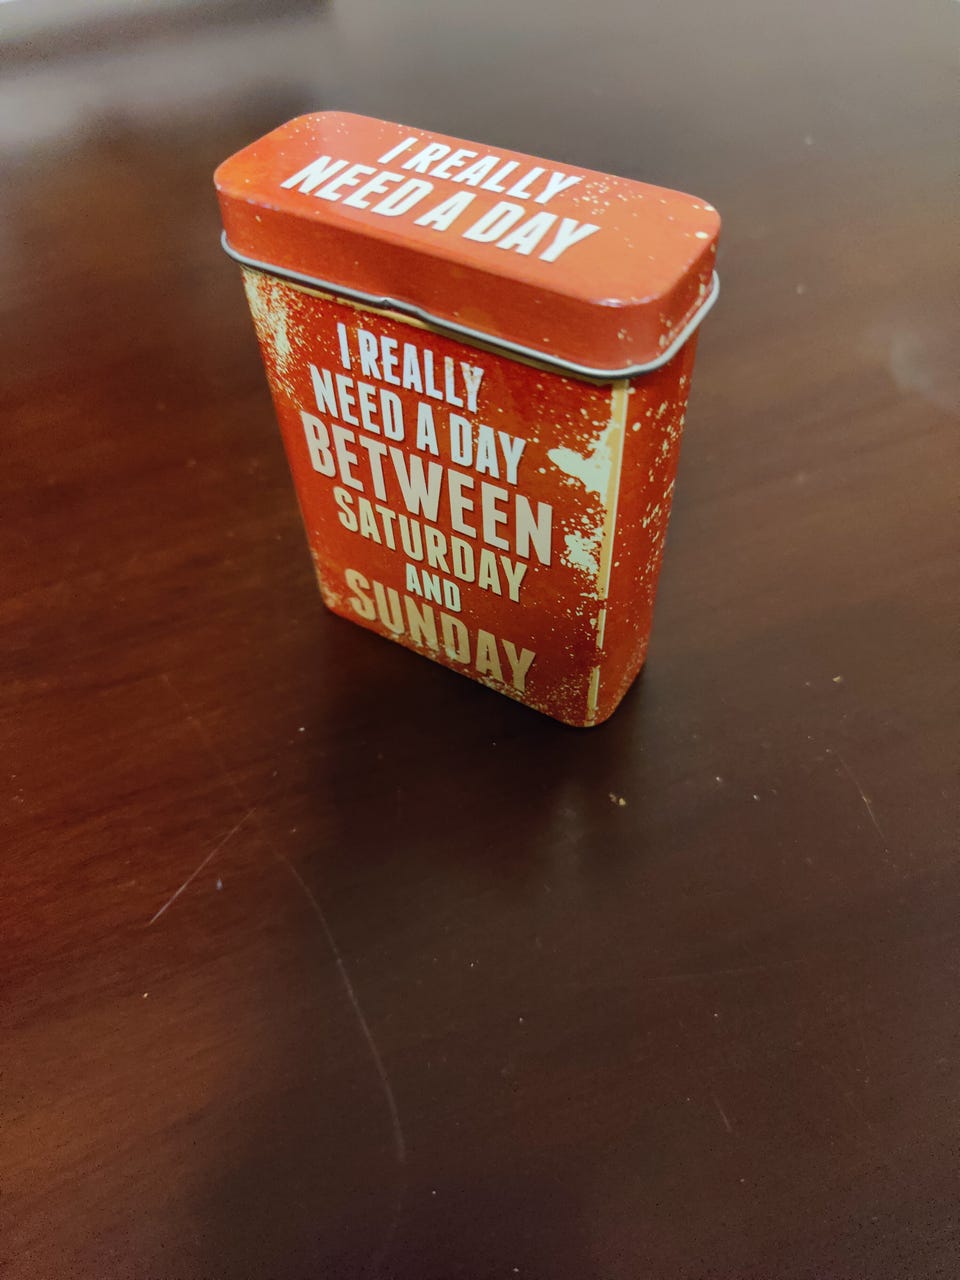 I REALLY
NEED A DAY
I REALLY
NEED A DAY
BETWEEN
SATURDAY
AND
SUNDAY